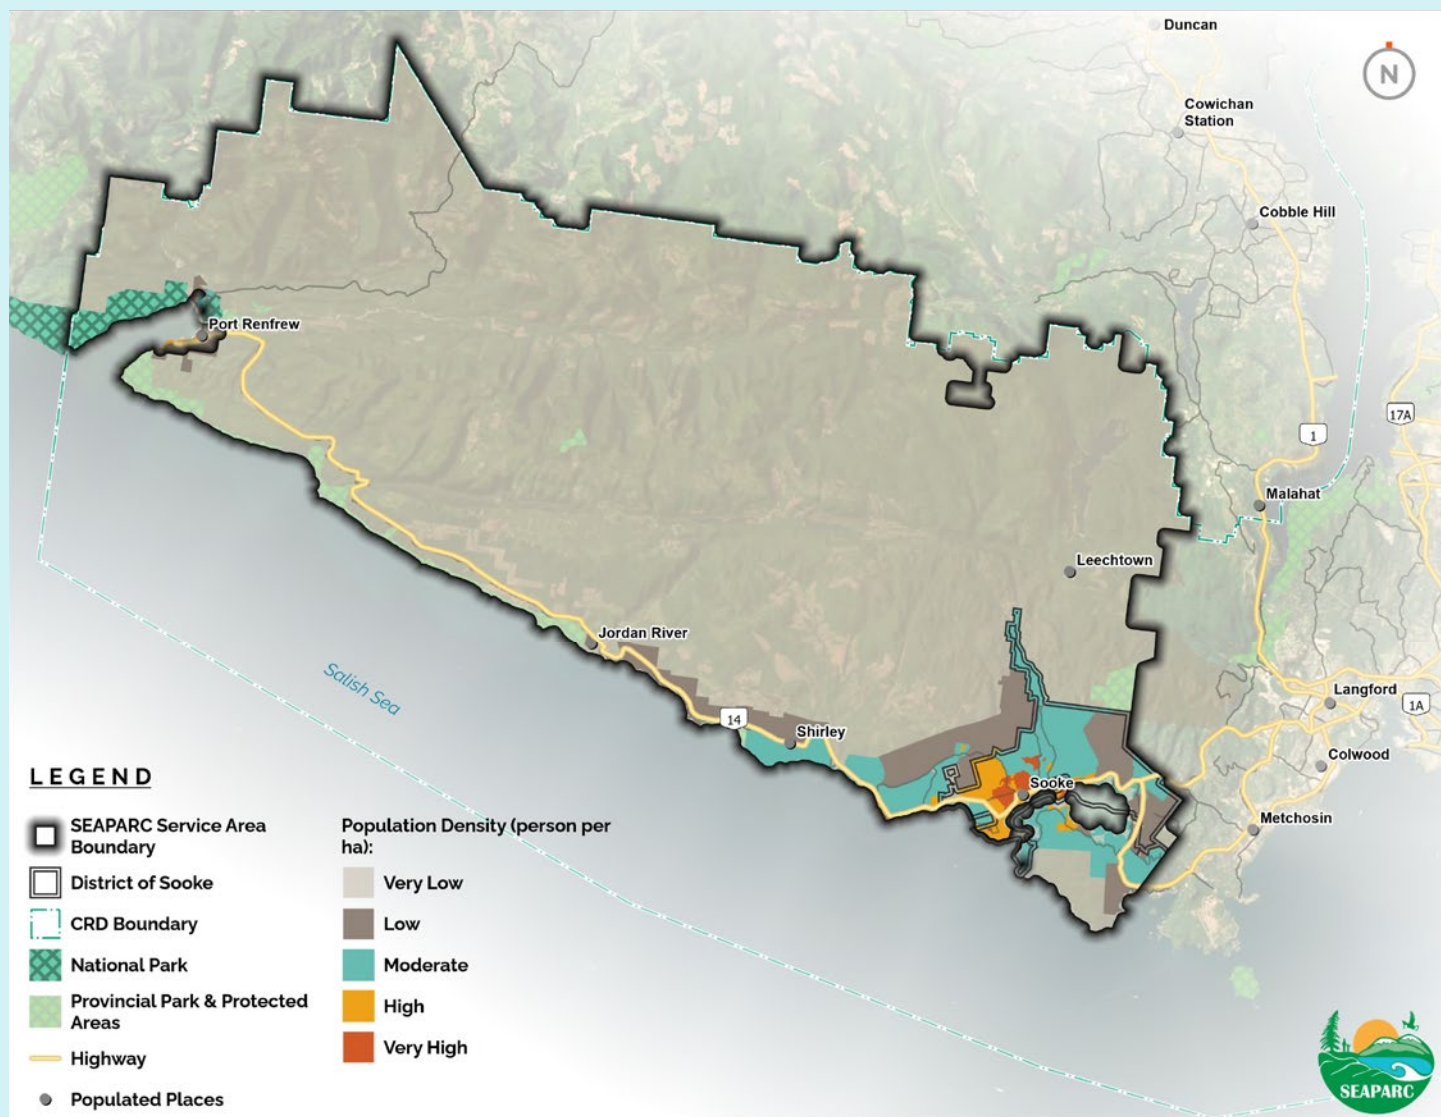 Duncan
N
Cowichan
Station
Cobble Hill
Port Renfrew
17A
1
Malahat
Leechtown
Jordan River
Salish Sea
Langford
1A
14
Shirley
Colwood
Sooke
Metchosin
LEGEND
SEAPARC Service Area
Boundary
District of Sooke
CRD Boundary
National Park
Provincial Park & Protected
Areas
Highway
Populated Places
Population Density (person per
ha):
Very Low
Low
Moderate
High
Very High
SEAPARC